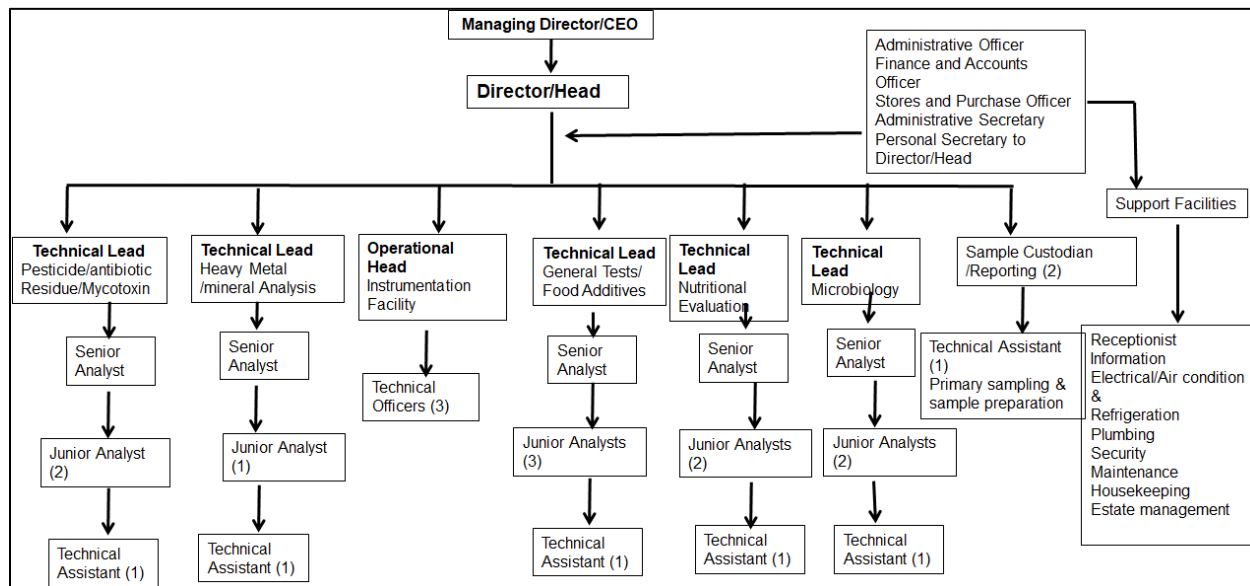 Managing Director/CEO
Director/Head
Administrative Officer
Finance and Accounts
Officer
Stores and Purchase Officer
Administrative Secretary
Personal Secretary to
Director/Head
Support Facilities
Technical Lead
Pesticide/antibiotic
Residue/Mycotoxin
Technical Lead
Heavy Metal
/mineral Analysis
Operational
Head
Instrumentation
Facility
Technical Lead
General Tests/
Food Additives
Technical
Lead
Nutritional
Evaluation
Technical
Lead
Microbiology
Sample Custodian
/Reporting (2)
Senior
Analyst
Senior
Analyst
Technical
Officers (3)
Senior
Analyst
Senior
Analyst
Senior
Analyst
Technical Assistant
(1)
Primary sampling &
sample preparation
Receptionist
Information
Electrical/Air condition
&
Refrigeration
Plumbing
Security
Maintenance
Housekeeping
Estate management
Junior Analyst
(2)
Junior Analyst
(1)
Junior Analysts
(3)
Junior Analysts
(2)
Junior Analysts
(2)
Technical
Assistant (1)
Technical
Assistant (1)
Technical
Assistant (1)
Technical
Assistant (1)
Technical
Assistant (1)